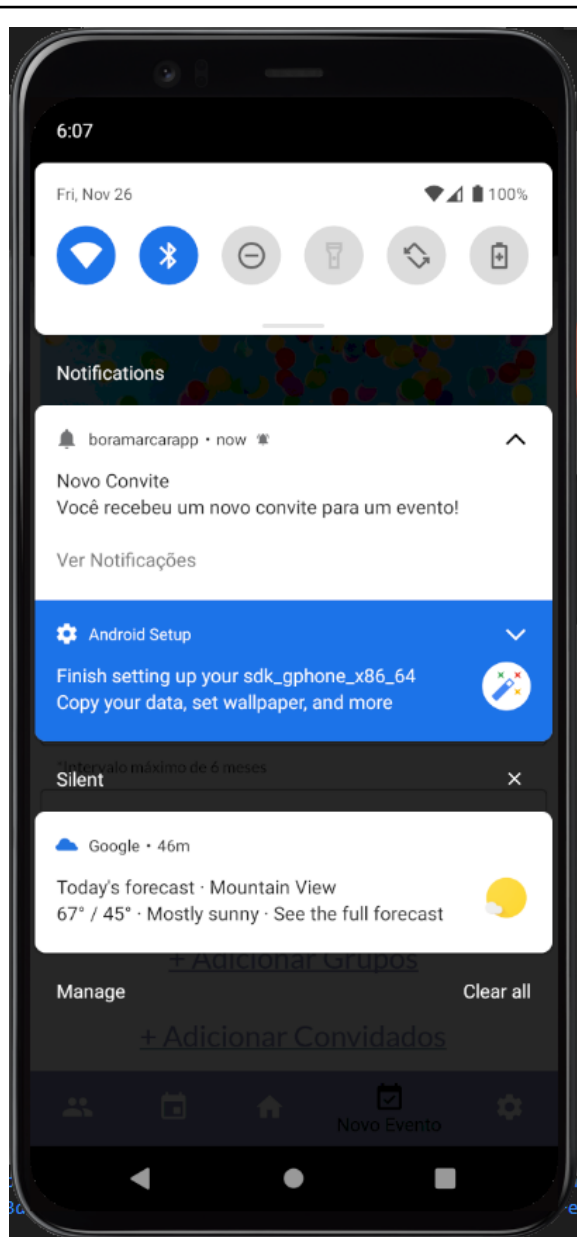 6:07
Fri, Nov 26
100%
Notifications
boramarcarapp • now
Novo Convite
Você recebeu um novo convite para um evento!
Ver Notificações
Android Setup
Finish setting up your sdk_gphone_x86_64
Copy your data, set wallpaper, and more
*Intervalo máximo de 6 meses
Silent
Google • 46m
Today's forecast · Mountain View
67° / 45° · Mostly sunny · See the full forecast
+ Adicionar Grupos
Manage
Clear all
+ Adicionar Convidados
Novo Evento